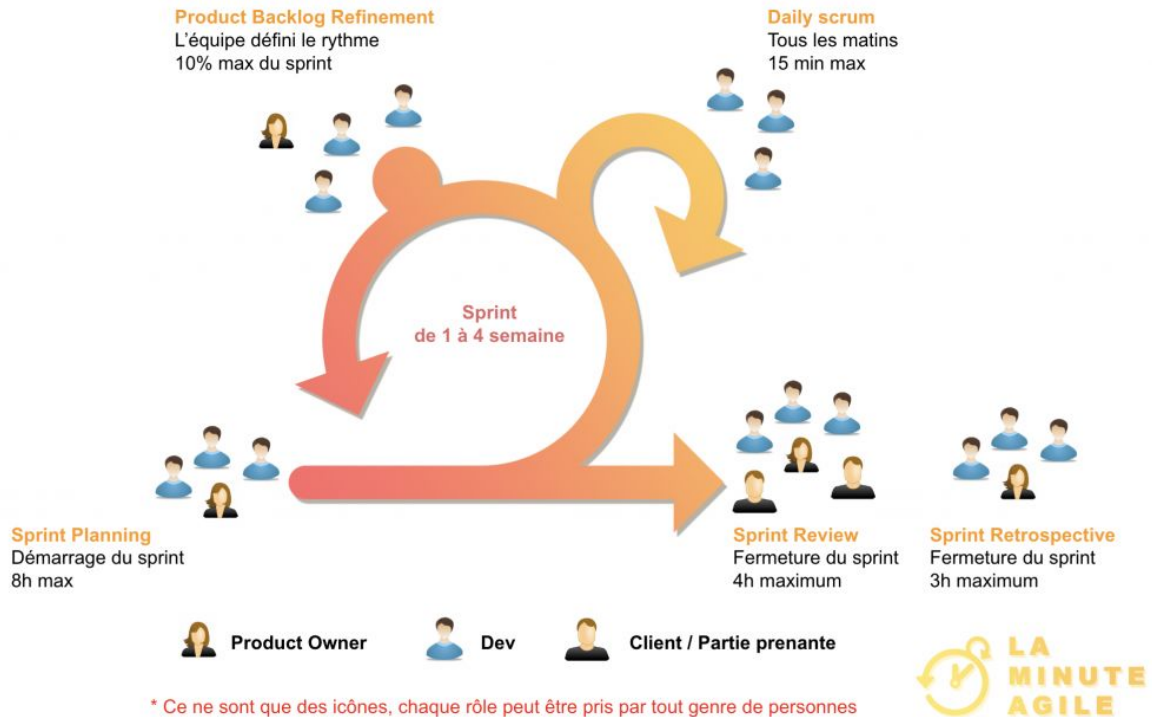 Product Backlog Refinement
L'équipe défini le rythme
10% max du sprint
Daily scrum
Tous les matins
15 min max
Sprint
de 1 à 4 semaine
Sprint Planning
Démarrage du sprint
8h max
Sprint Review
Fermeture du sprint
4h maximum
Sprint Retrospective
Fermeture du sprint
3h maximum
Product Owner
Dev
Client / Partie prenante
* Ce ne sont que des icônes, chaque rôle peut être pris par tout genre de personnes
LA
MINUTE
AGILE